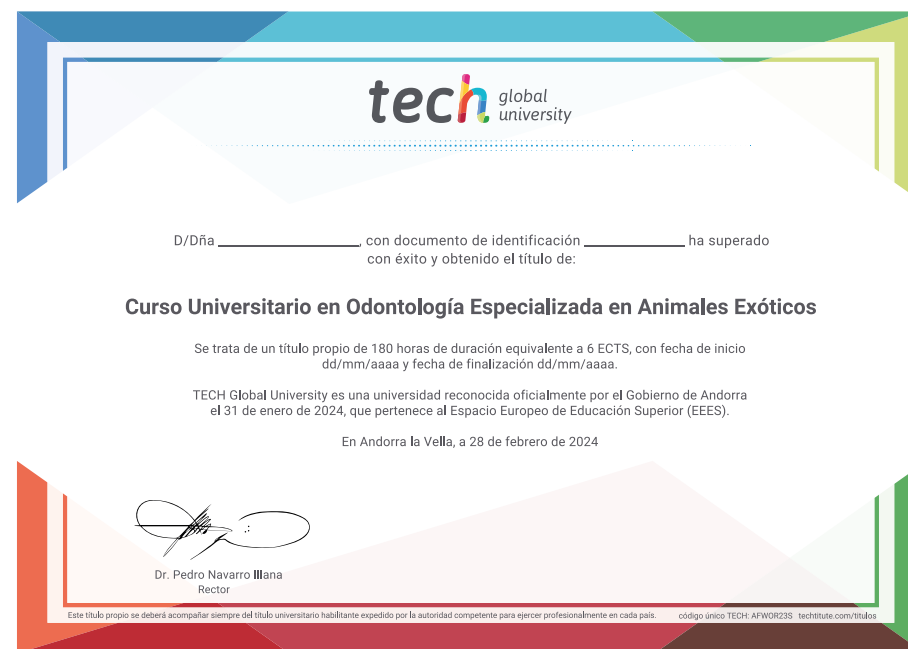 tech global university
D/Dña ______________, con documento de identificación __________ ha superado
con éxito y obtenido el título de:
Curso Universitario en Odontología Especializada en Animales Exóticos
Se trata de un título propio de 180 horas de duración equivalente a 6 ECTS, con fecha de inicio
dd/mm/aaaa y fecha de finalización dd/mm/aaaa.
TECH Global University es una universidad reconocida oficialmente por el Gobierno de Andorra
el 31 de enero de 2024, que pertenece al Espacio Europeo de Educación Superior (EEES).
En Andorra la Vella, a 28 de febrero de 2024
Dr. Pedro Navarro Illana
Rector
Este título propio se deberá acompañar siempre del título universitario habilitante expedido por la autoridad competente para ejercer profesionalmente en cada país. código único TECH: AFWOR23S techtitute.com/titulos